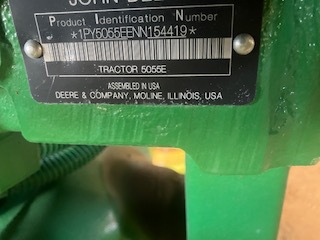 JOHN DEERE
Product Identification Number
*1PY5055EENN154419*
TRACTOR 5055E
ASSEMBLED IN USA
DEERE & COMPANY, MOLINE, ILLINOIS, USA